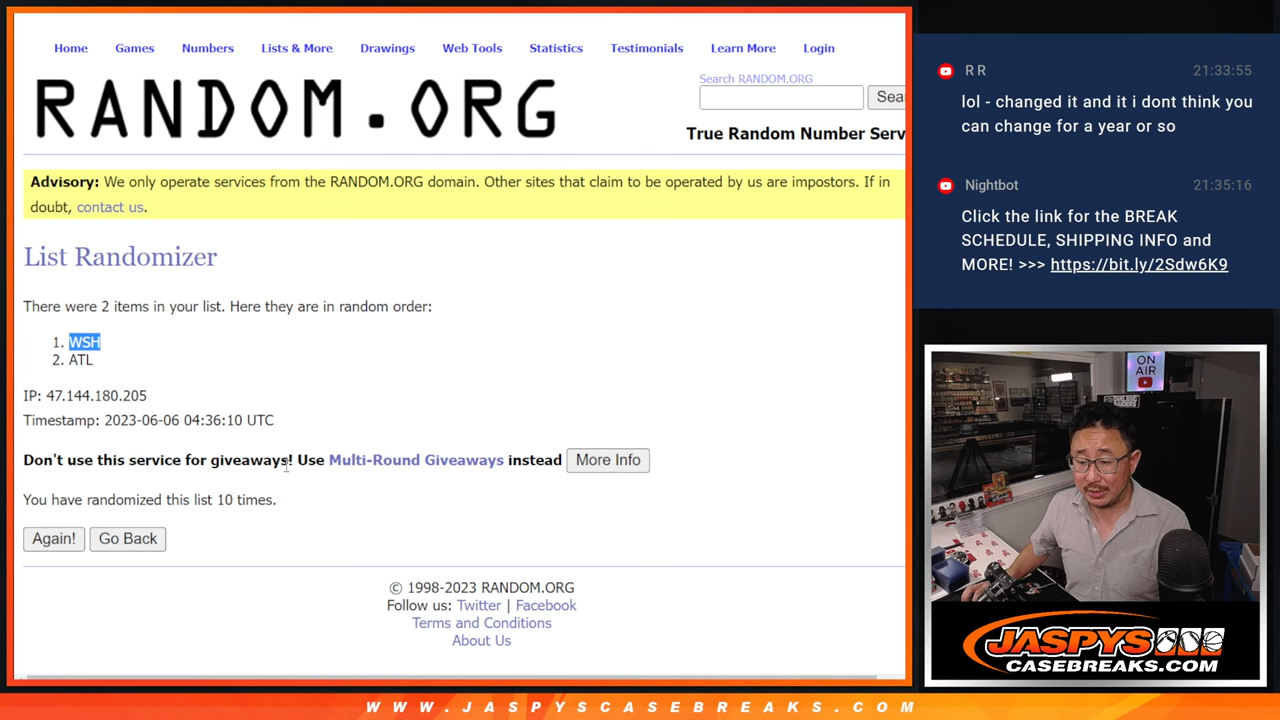 Home Games Numbers Lists & More Drawings Web Tools Statistics Testimonials Learn More Login
RANDOM.ORG
Search RANDOM.ORG
Sea
True Random Number Serv
Advisory: We only operate services from the RANDOM.ORG domain. Other sites that claim to be operated by us are impostors. If in
doubt, contact us.
List Randomizer
There were 2 items in your list. Here they are in random order:
1. WSH
2. ATL
IP: 47.144.180.205
Timestamp: 2023-06-06 04:36:10 UTC
Don't use this service for giveaways! Use Multi-Round Giveaways instead More Info
You have randomized this list 10 times.
Again! Go Back
© 1998-2023 RANDOM.ORG
Follow us: Twitter | Facebook
Terms and Conditions
About Us
R R 21:33:55
lol - changed it and it i dont think you
can change for a year or so
Nightbot 21:35:16
Click the link for the BREAK
SCHEDULE, SHIPPING INFO and
MORE! >>> https://bit.ly/2Sdw6K9
ON
AIR
JASPYS
CASEBREAKS.COM
WWW.JASPYSCASEBREAKS.COM